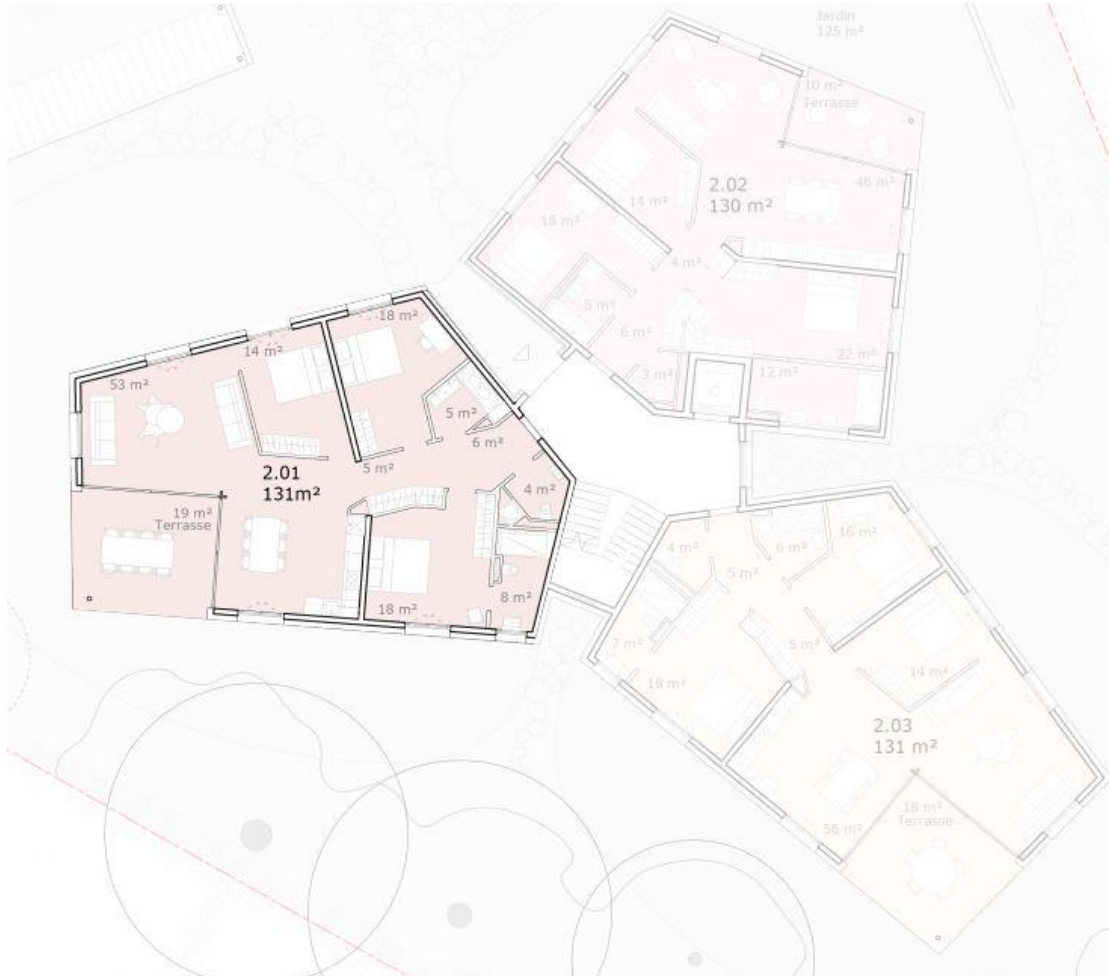 Jardin
125 m²
10 m²
Terrasse
2.02
130 m²
46 m²
14 m²
18 m²
4 m²
5 m²
6 m²
3 m²
22 m²
12 m²
18 m²
14 m²
53 m²
5 m²
6 m²
5 m²
2.01
131m²
4 m²
19 m²
Terrasse
18 m²
8 m²
4 m²
6 m²
16 m²
5 m²
7 m²
5 m²
18 m²
14 m²
2.03
131 m²
18 m²
Terrasse
56 m²